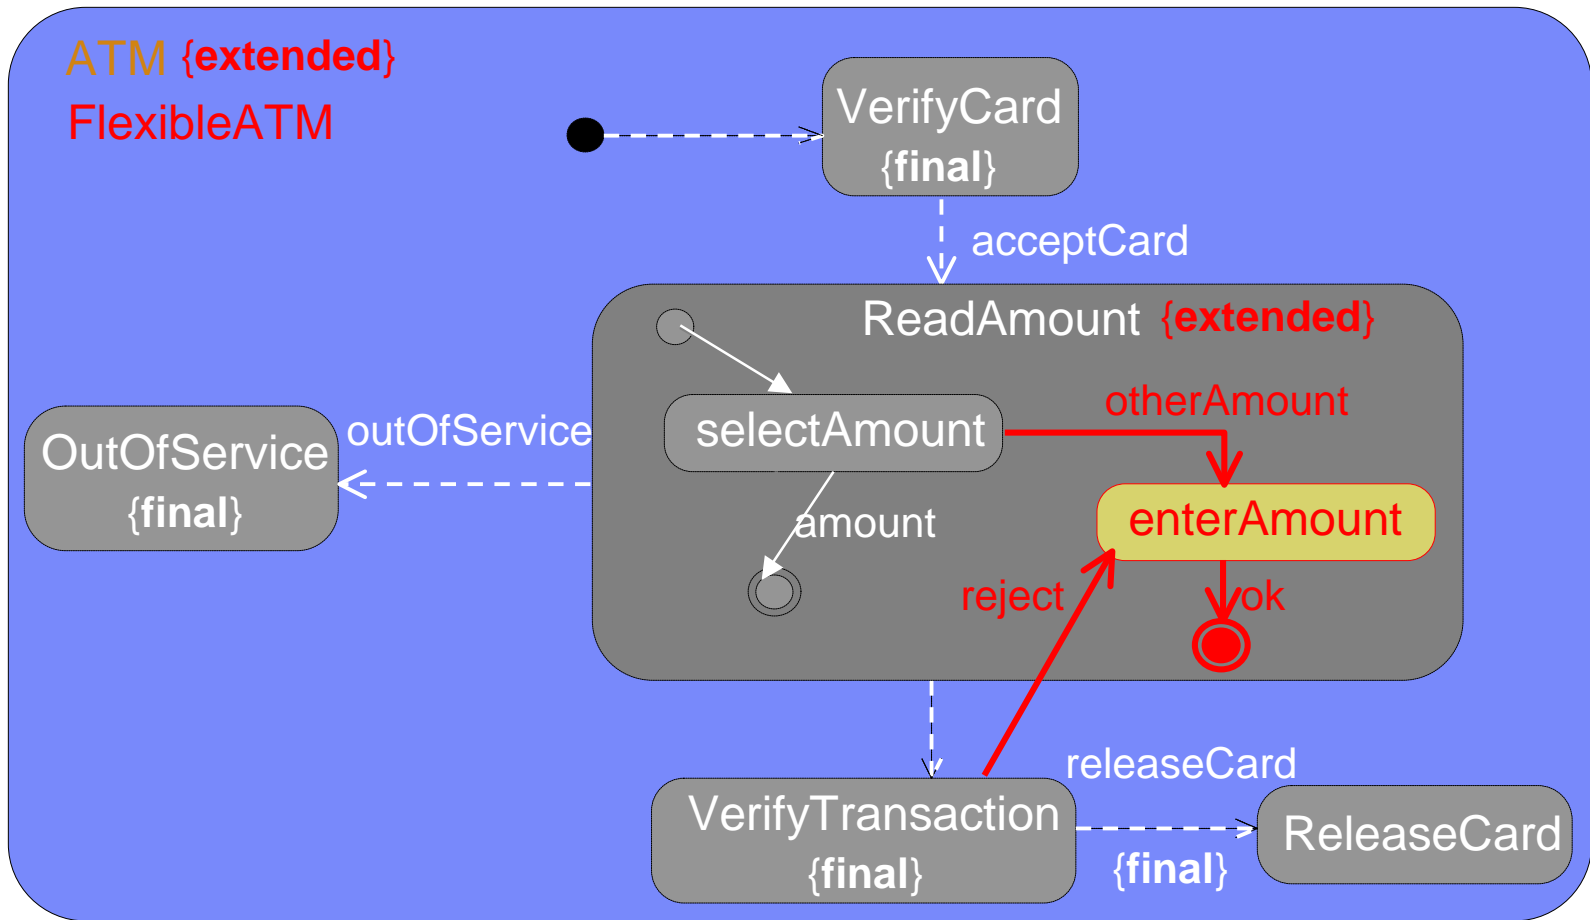 ATM {extended}
FlexibleATM
VerifyCard
{final}
acceptCard
ReadAmount {extended}
otherAmount
selectAmount
outOfService
OutOfService
{final}
amount
enterAmount
reject
ok
releaseCard
VerifyTransaction
{final}
{final}
ReleaseCard